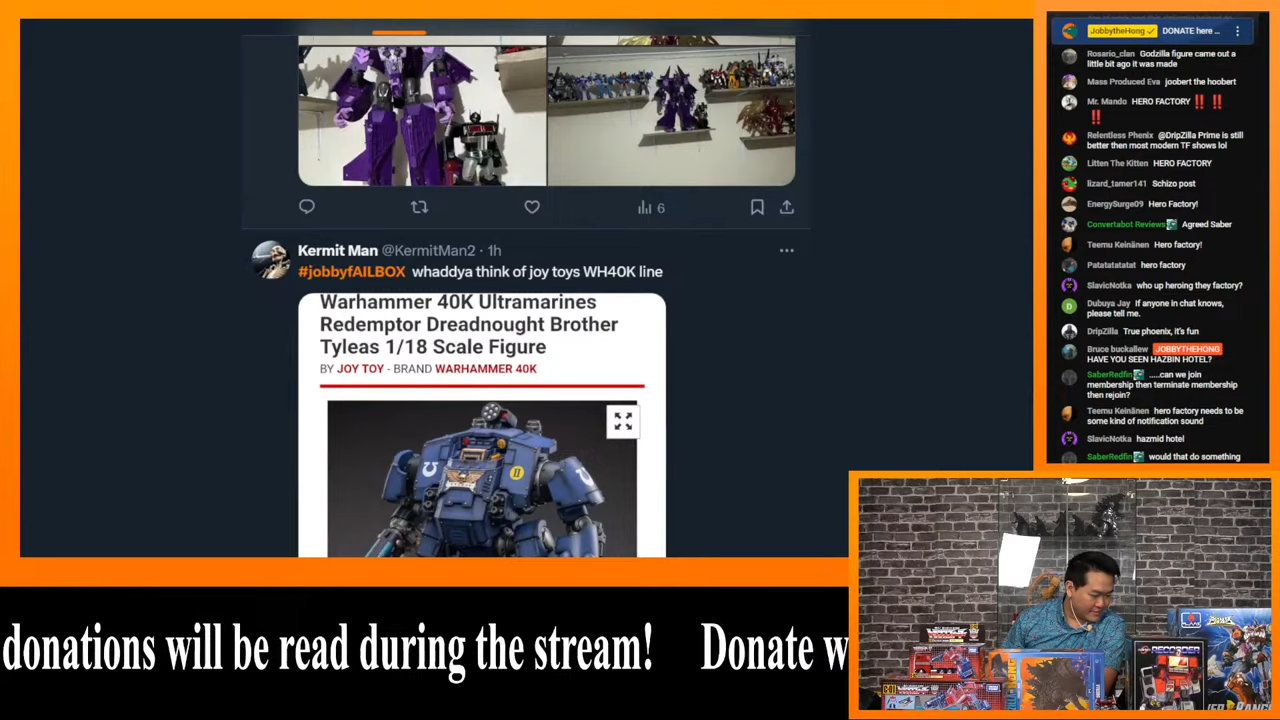 6
Kermit Man @KermitMan2 · 1h
#jobbyfAILBOX whaddya think of joy toys WH40K line
Warhammer 40K Ultramarines
Redemptor Dreadnought Brother
Tyleas 1/18 Scale Figure
BY JOY TOY - BRAND WARHAMMER 40K
II
JobbytheHong DONATE here ...
Rosario_clan Godzilla figure came out a
little bit ago it was made
Mass Produced Eva joobert the hoobert
Mr. Mando HERO FACTORY ‼️ ‼️
‼️
Relentless Phenix @DripZilla Prime is still
better then most modern TF shows lol
Litten The Kitten HERO FACTORY
lizard_tamer141 Schizo post
EnergySurge09 Hero Factory!
Convertabot Reviews Agreed Saber
Teemu Keinänen Hero factory!
Patatatatatat hero factory
SlavicNotka who up heroing they factory?
D Dubuya Jay If anyone in chat knows,
please tell me.
DripZilla True phoenix, it's fun
Bruce buckallew JOBBYTHEHONG
HAVE YOU SEEN HAZBIN HOTEL?
SaberRedfin .....can we join
membership then terminate membership
then rejoin?
Teemu Keinänen hero factory needs to be
some kind of notification sound
SlavicNotka hazmid hotel
SaberRedfin would that do something
donations will be read during the stream! Donate w
RECORDER